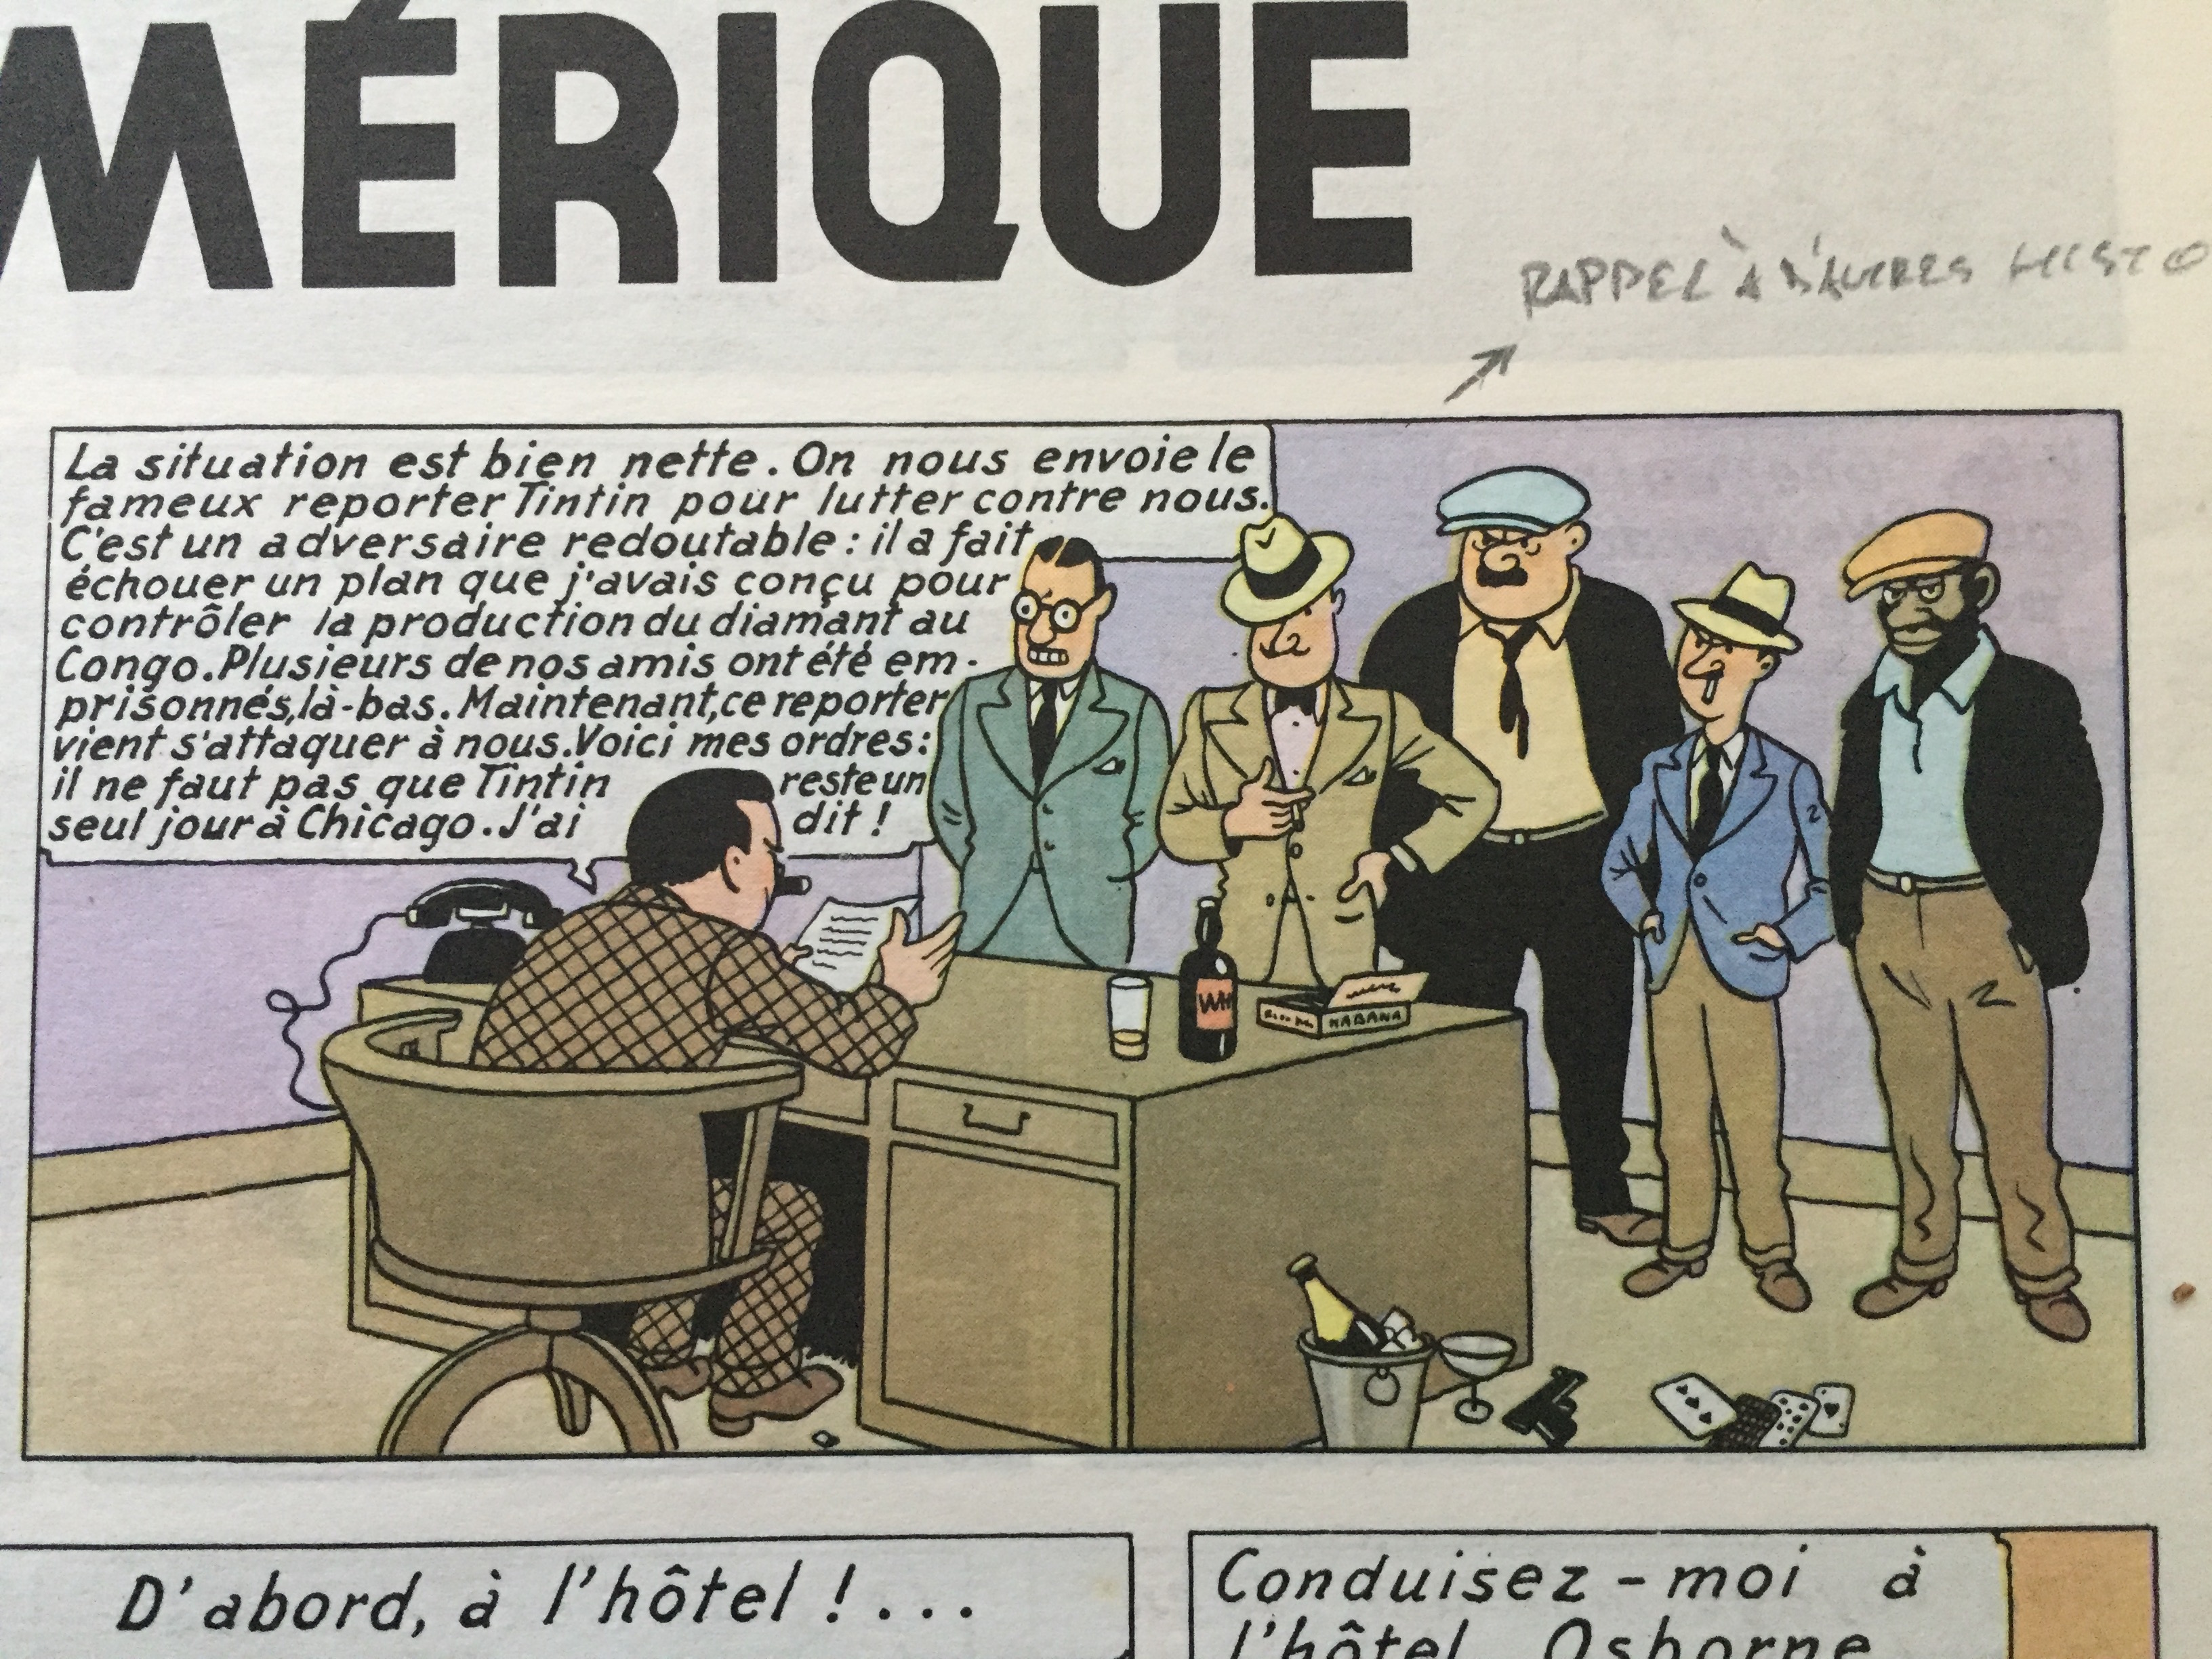 MÉRIQUE
RAPPEL À D'AUTRES HISTO
La situation est bien nette. On nous envoie le
fameux reporter Tintin pour lutter contre nous.
C'est un adversaire redoutable : il a fait
échouer un plan que j'avais conçu pour
contrôler la production du diamant au
Congo. Plusieurs de nos amis ont été em-
prisonnés, là-bas. Maintenant, ce reporter
vient s'attaquer à nous. Voici mes ordres:
il ne faut pas que Tintin reste un
seul jour à Chicago. J'ai dit !
WH
HABANA
D'abord, à l'hôtel ! ...
Conduisez-moi à
l'hôtel Osborne